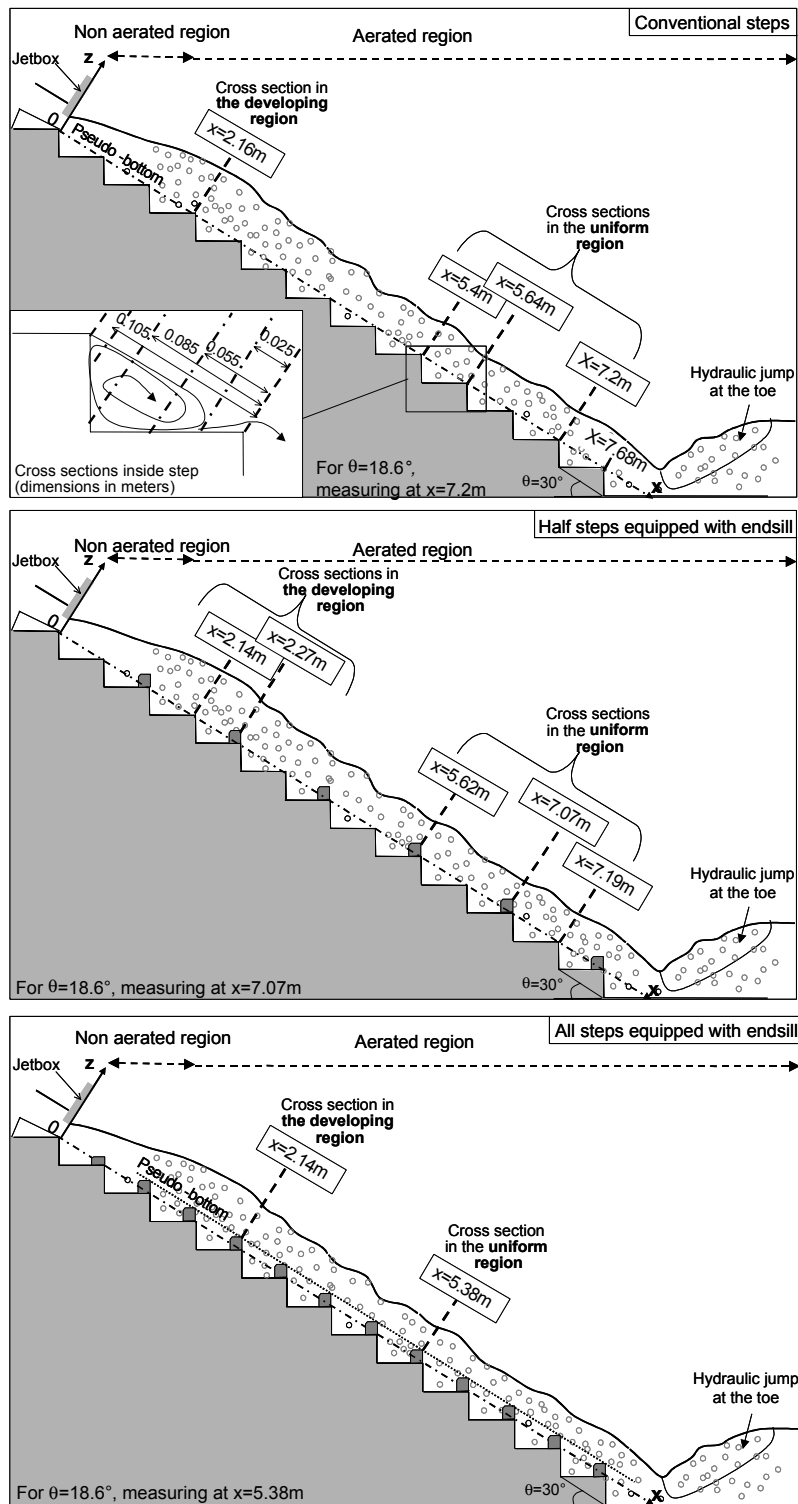 Conventional steps
Non aerated region
Aerated region
Jetbox
z
0
Pseudo-bottom
Cross section in
the developing
region
x=2.16m
Cross sections
in the uniform
region
x=5.4m
x=5.64m
X=7.2m
X=7.68m
Hydraulic jump
at the toe
0.105
0.085
0.055
0.025
Cross sections inside step
(dimensions in meters)
For θ=18.6°,
measuring at x=7.2m
θ=30°
x
Half steps equipped with endsill
Non aerated region
Aerated region
Jetbox
z
0
Cross sections in
the developing
region
x=2.14m
x=2.27m
Cross sections
in the uniform
region
x=5.62m
x=7.07m
x=7.19m
Hydraulic jump
at the toe
For θ=18.6°, measuring at x=7.07m
θ=30°
x
All steps equipped with endsill
Non aerated region
Aerated region
Jetbox
z
0
Pseudo-bottom
Cross section in
the developing
region
x=2.14m
Cross section
in the uniform
region
x=5.38m
Hydraulic jump
at the toe
For θ=18.6°, measuring at x=5.38m
θ=30°
x